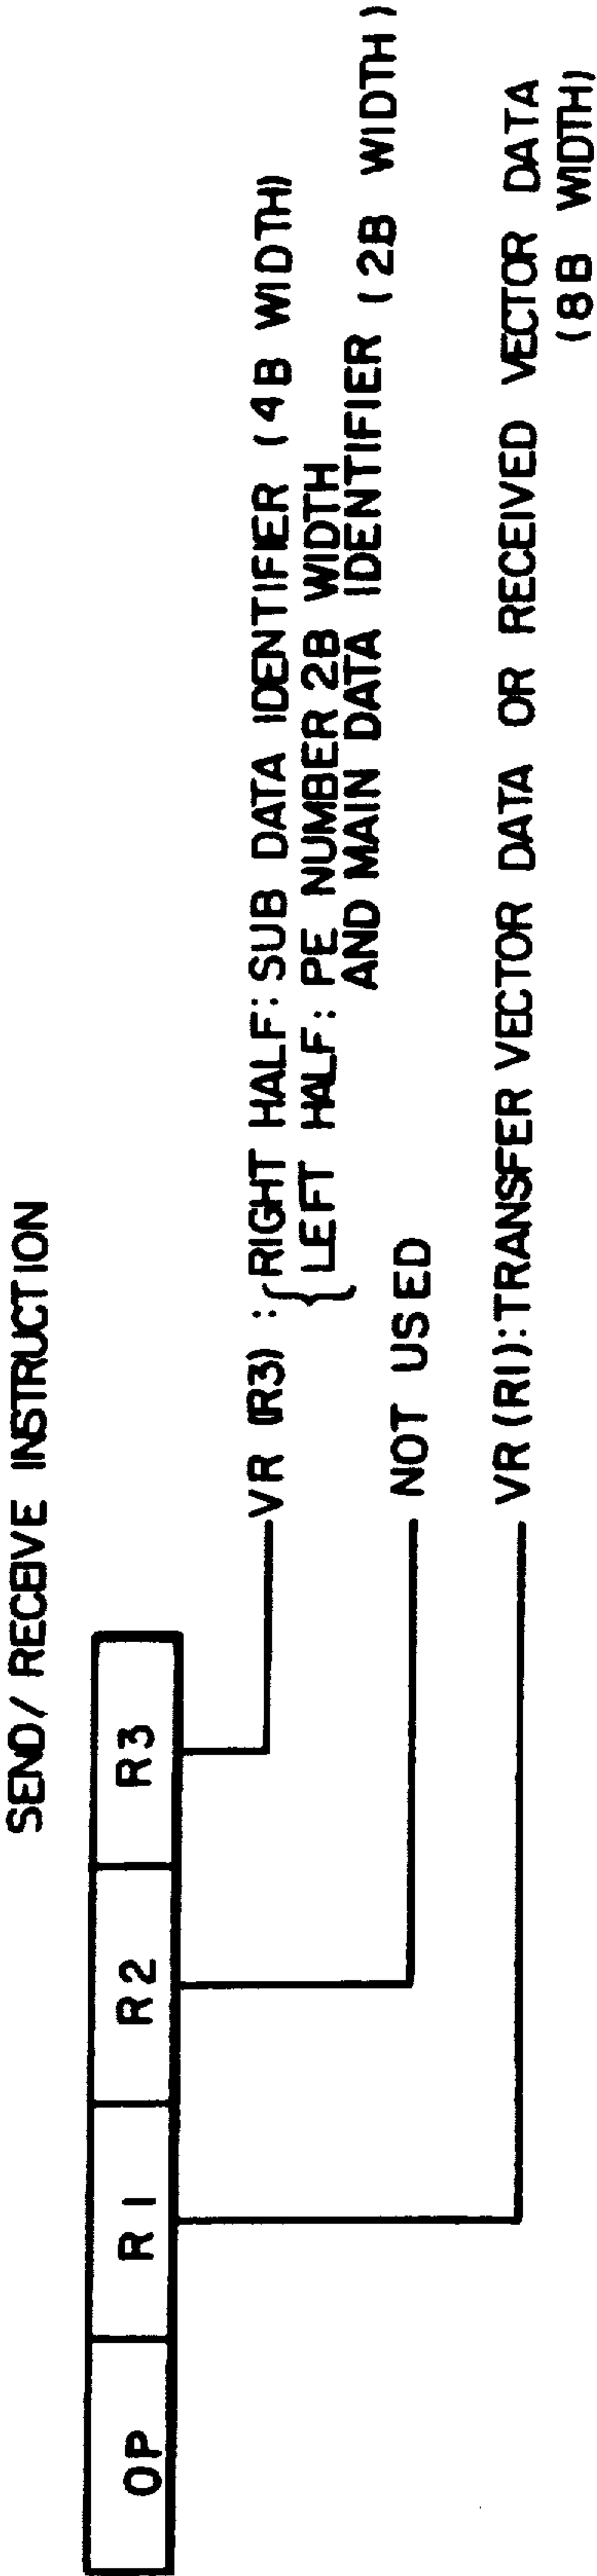 SEND/ RECEIVE INSTRUCTION
OP R1 R2 R3
VR (R3) : RIGHT HALF: SUB DATA IDENTIFIER (4B WIDTH)
LEFT HALF: PE NUMBER 2B WIDTH
AND MAIN DATA IDENTIFIER (2B WIDTH)
NOT USED
VR (R1): TRANSFER VECTOR DATA OR RECEIVED VECTOR DATA
(8B WIDTH)